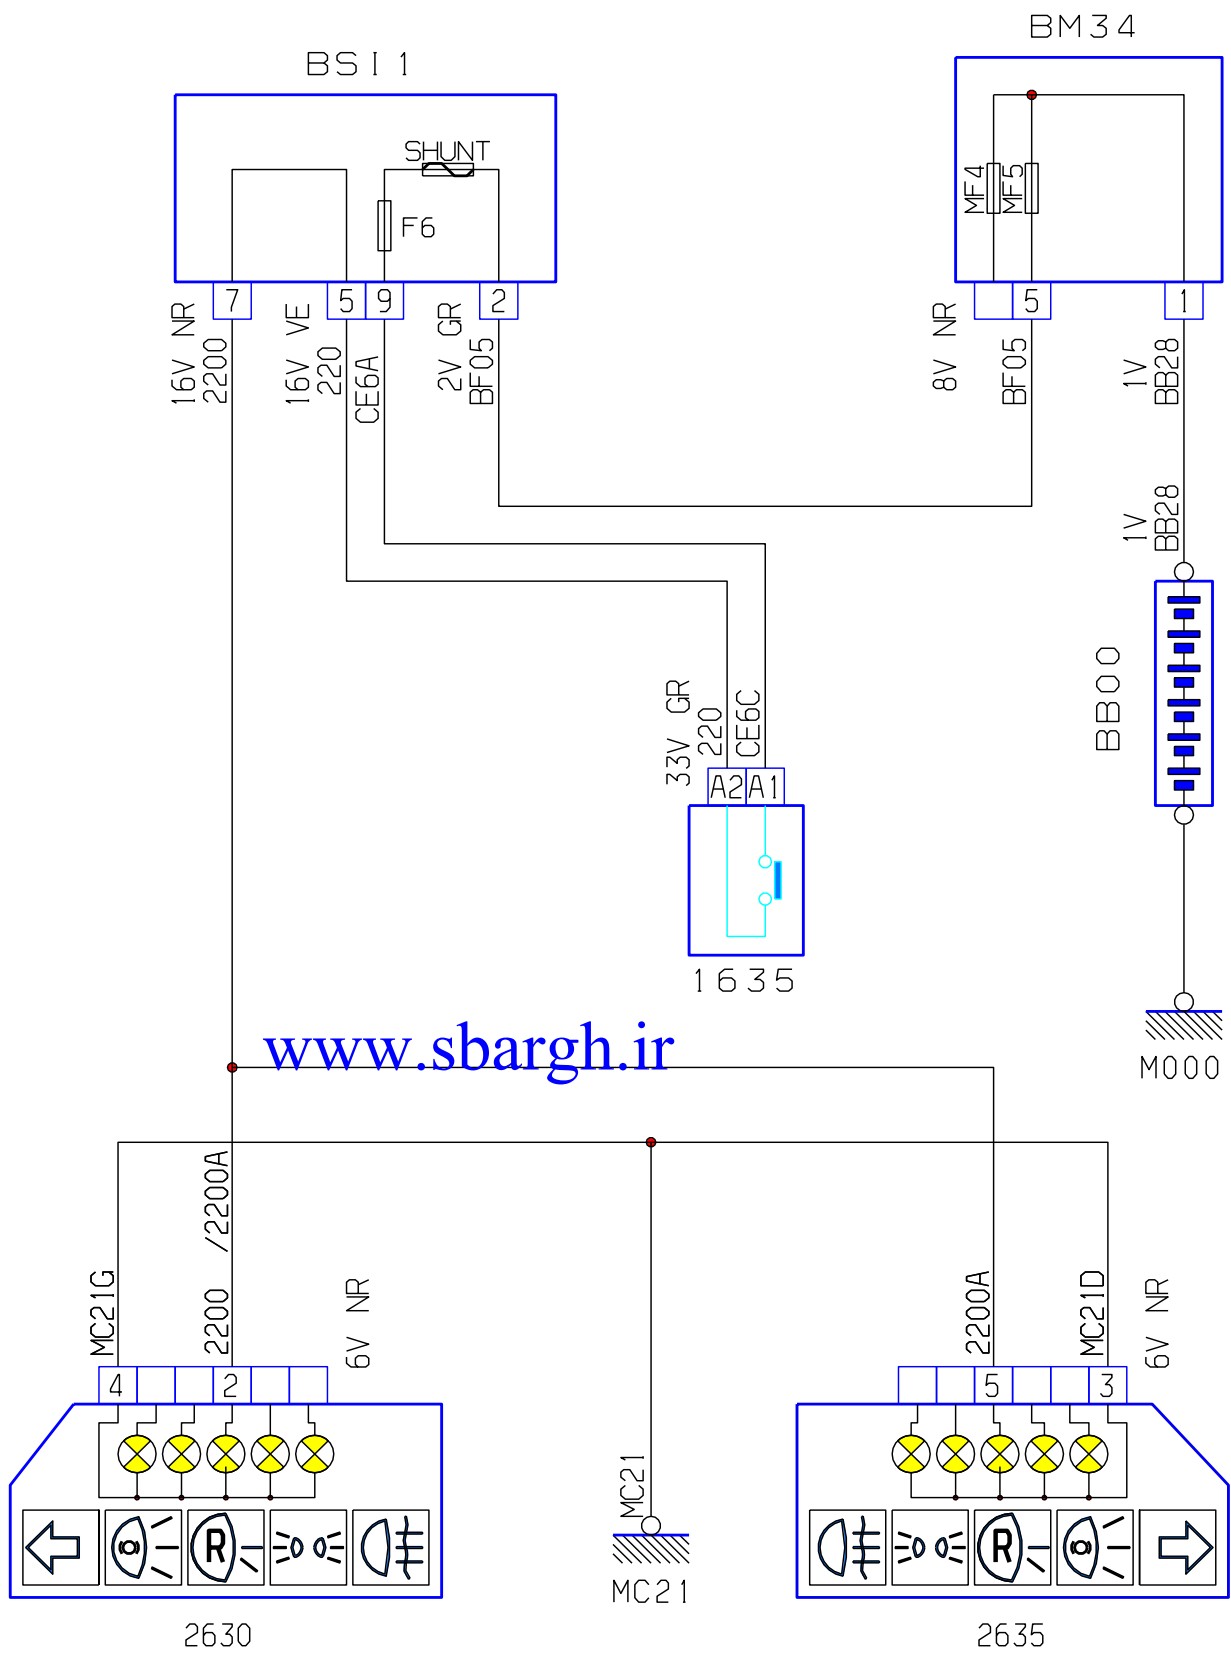 BM34
BSI 1
SHUNT
F6
MF4
MF5
7
5
9
2
5
1
16V NR
2200
16V VE
220
CE6A
2V GR
BF05
8V NR
BF05
1V
BB28
1V
BB28
BB00
33V GR
220
CE6C
A2
A1
1635
M000
www.sbargh.ir
MC21G
2200 /2200A
6V NR
2200A
MC21D
6V NR
4
2
5
3
MC21
R
R
MC21
2630
2635